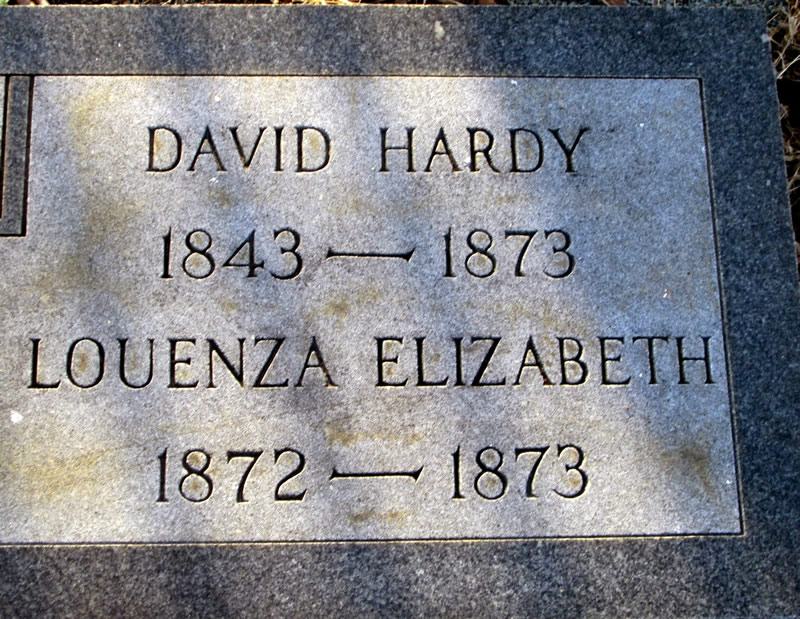 DAVID HARDY
1843 — 1873
LOUENZA ELIZABETH
1872 — 1873